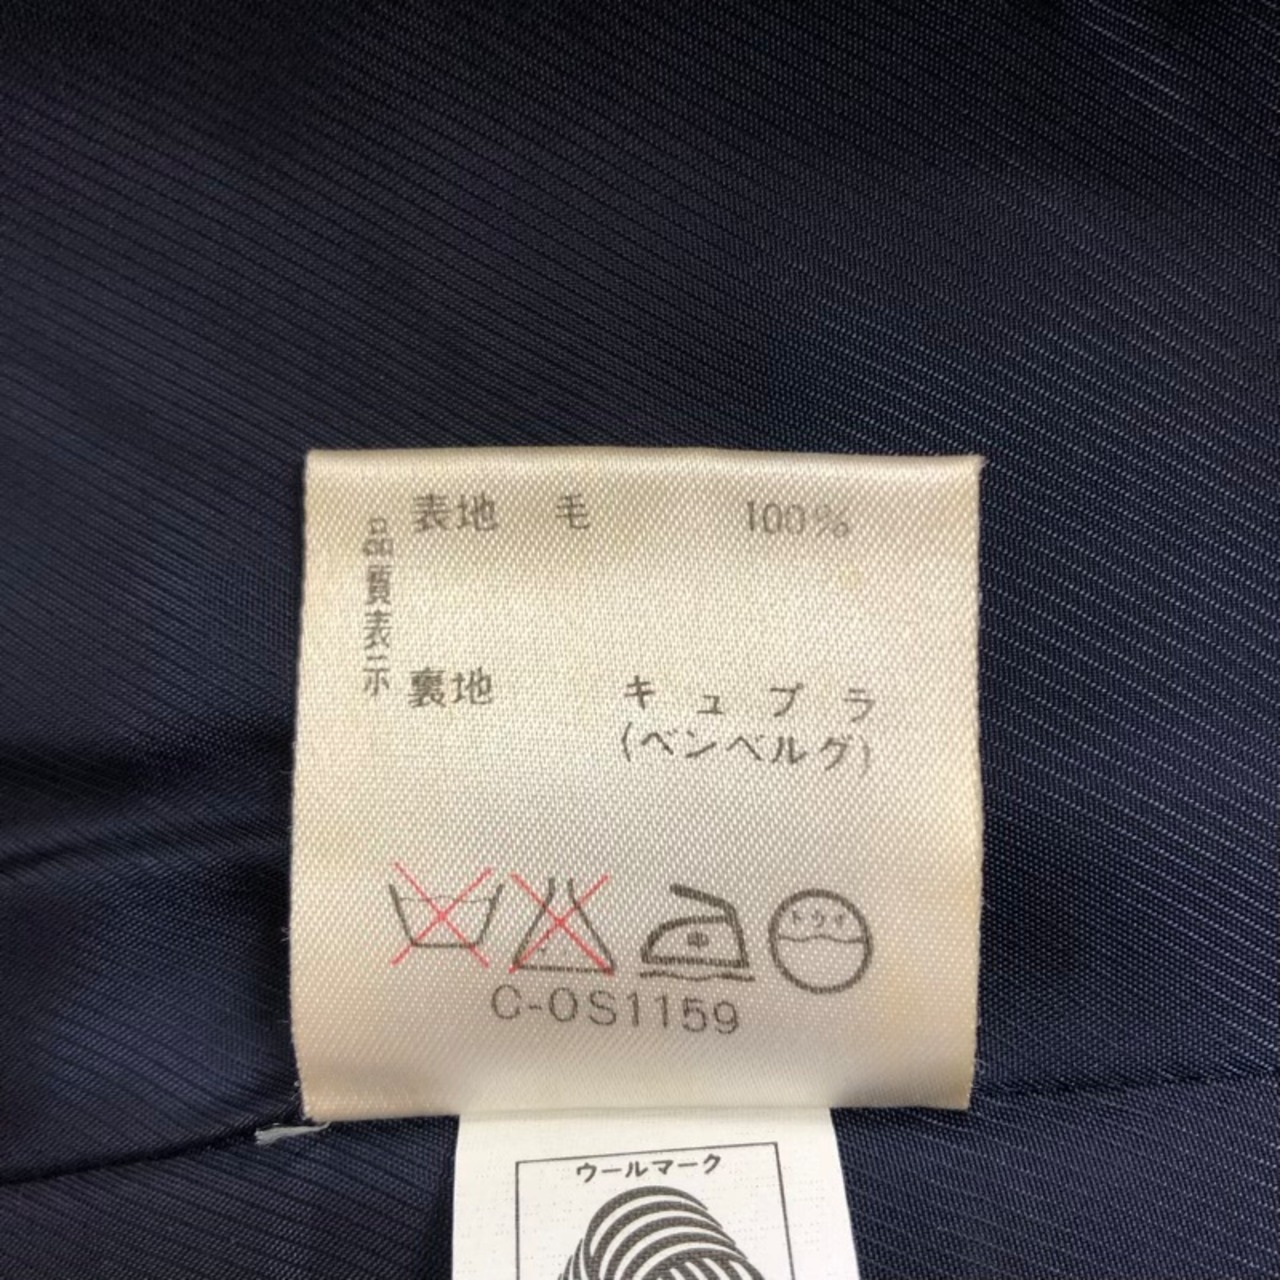 品質表示
表地 毛 100%
裏地 キュプラ
(ベンベルグ)
ドライ
C-OS1159
ウールマーク